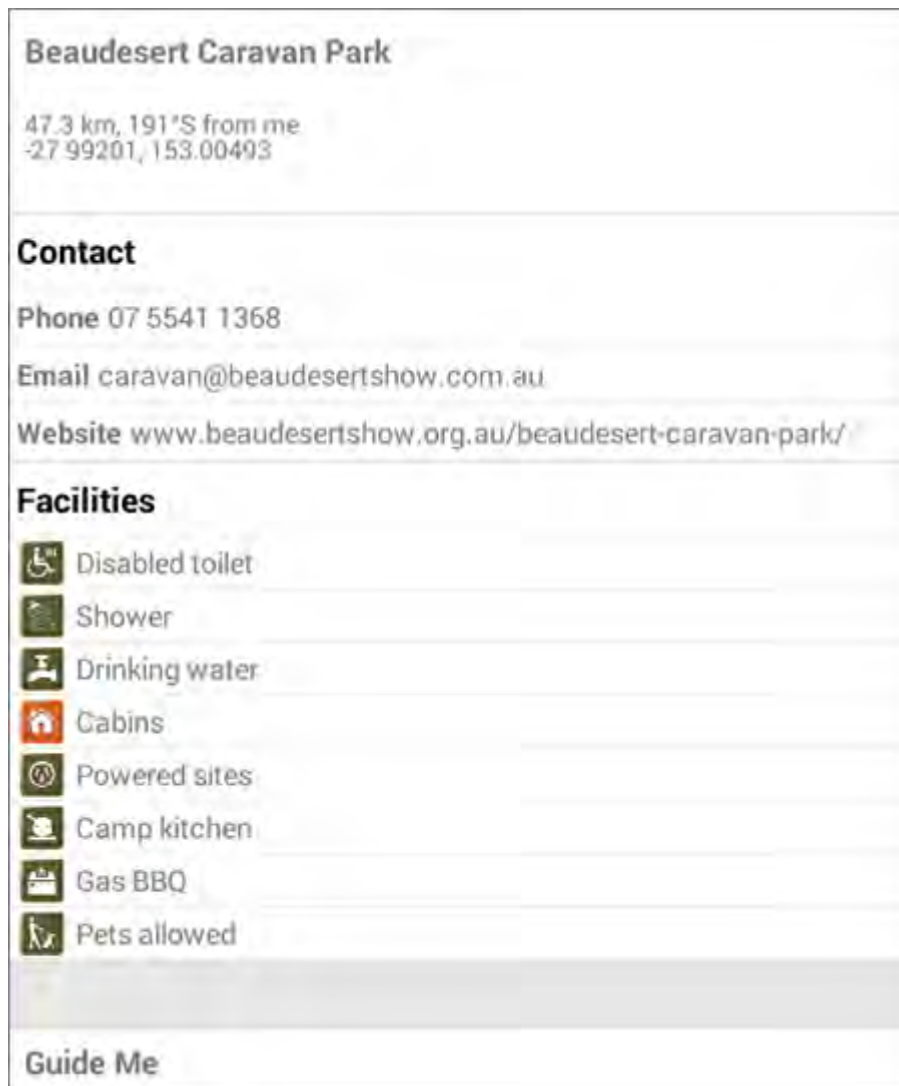 Beaudesert Caravan Park
47.3 km, 191°S from me
-27.99201, 153.00493
Contact
Phone 07 5541 1368
Email caravan@beaudesertshow.com.au
Website www.beaudesertshow.org.au/beaudesert-caravan-park/
Facilities
Disabled toilet
Shower
Drinking water
Cabins
Powered sites
Camp kitchen
Gas BBQ
Pets allowed
Guide Me